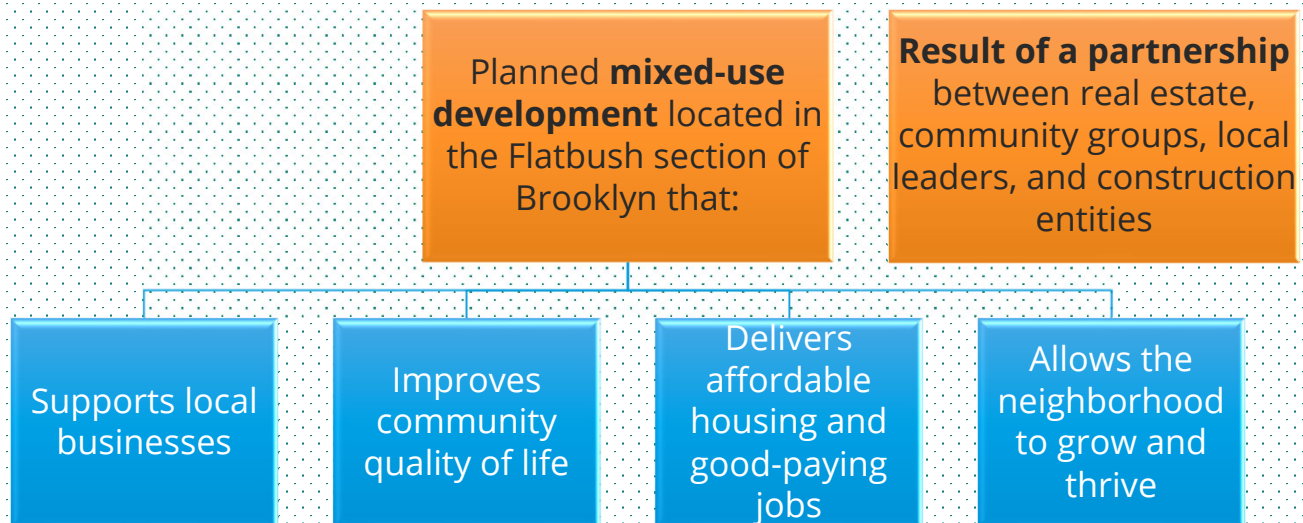 Planned mixed-use
development located in
the Flatbush section of
Brooklyn that:
Result of a partnership
between real estate,
community groups, local
leaders, and construction
entities
Supports local
businesses
Improves
community
quality of life
Delivers
affordable
housing and
good-paying
jobs
Allows the
neighborhood
to grow and
thrive